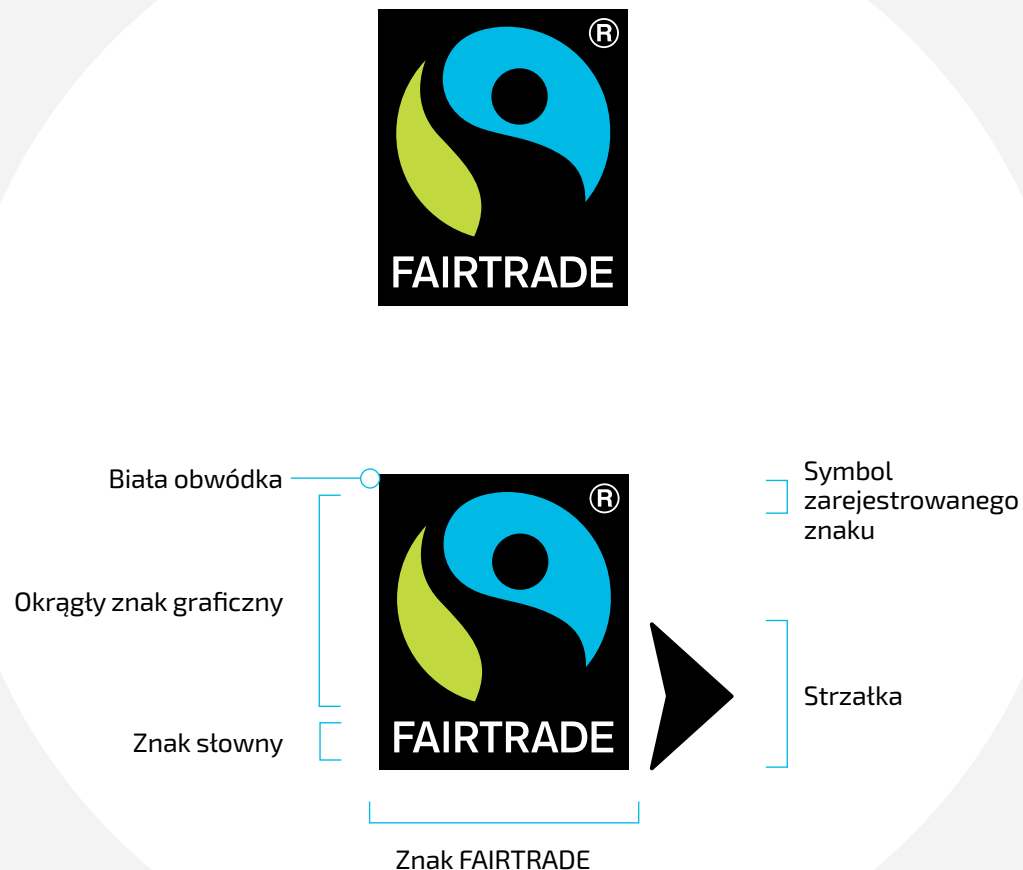 ®
FAIRTRADE
Biała obwódka
Symbol
zarejestrowanego
znaku
®
Okrągły znak graficzny
Strzałka
Znak słowny
FAIRTRADE
Znak FAIRTRADE